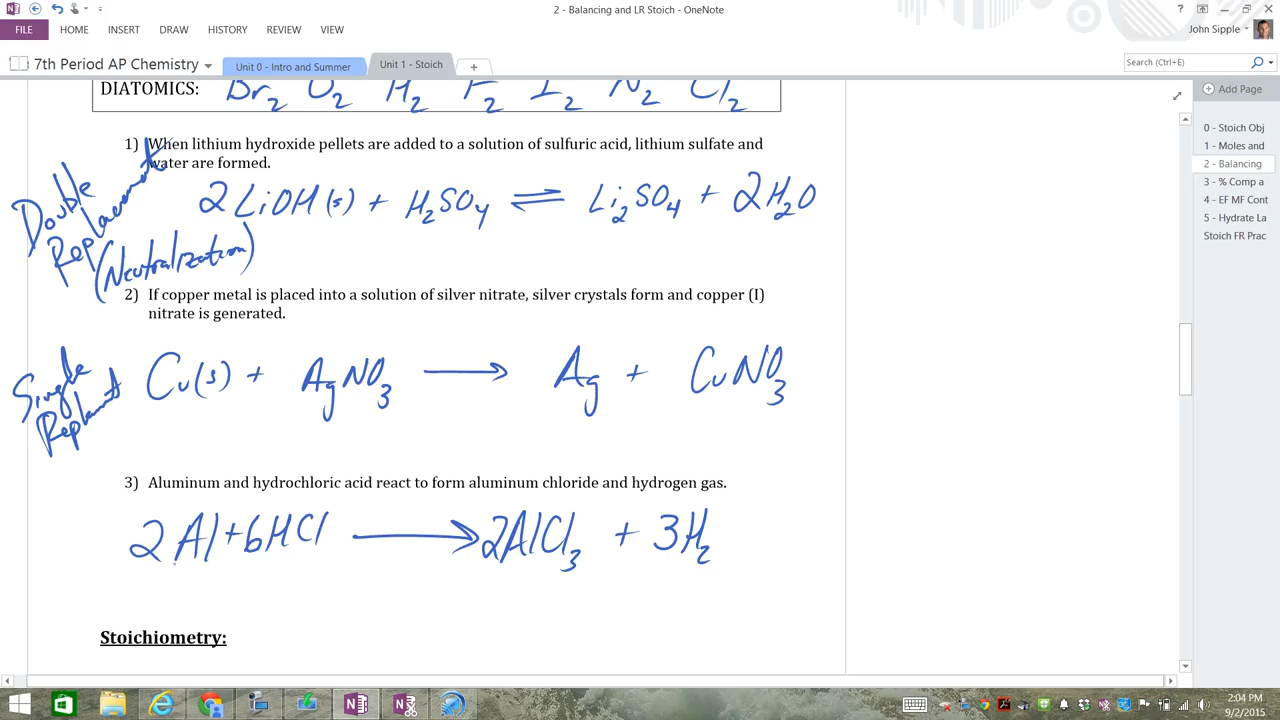 2 - Balancing and LR Stoich - OneNote
FILE HOME INSERT DRAW HISTORY REVIEW VIEW
John Sipple
7th Period AP Chemistry Unit 0 - Intro and Summer Unit 1 - Stoich +
Search (Ctrl+E)
Add Page
0 - Stoich Obj
1 - Moles and
2 - Balancing
3 - % Comp a
4 - EF MF Cont
5 - Hydrate La
Stoich FR Prac
DIATOMICS: Br₂ O₂ H₂ F₂ I₂ N₂ Cl₂
1) When lithium hydroxide pellets are added to a solution of sulfuric acid, lithium sulfate and
water are formed.
Double
Replacement
(Neutralization)
2 LiOH(s) + H₂SO₄ ⇌ Li₂SO₄ + 2H₂O
2) If copper metal is placed into a solution of silver nitrate, silver crystals form and copper (I)
nitrate is generated.
Single
Replacement
Cu(s) + AgNO₃ → Ag + CuNO₃
3) Aluminum and hydrochloric acid react to form aluminum chloride and hydrogen gas.
2Al + 6HCl → 2AlCl₃ + 3H₂
Stoichiometry:
2:04 PM
9/2/2015